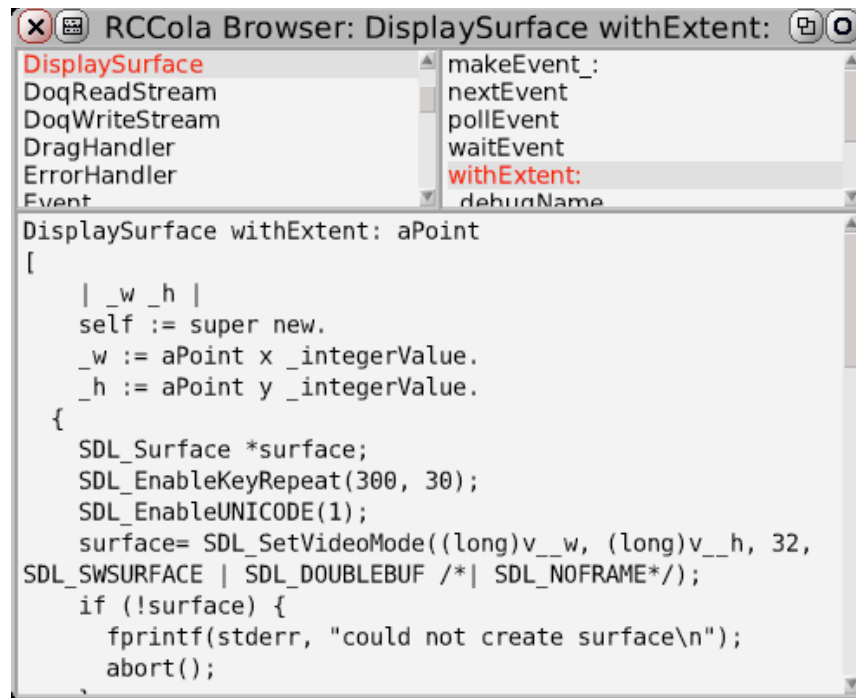 RCCola Browser: DisplaySurface withExtent:
DisplaySurface
DoqReadStream
DoqWriteStream
DragHandler
ErrorHandler
Event
makeEvent_:
nextEvent
pollEvent
waitEvent
withExtent:
_debugName
DisplaySurface withExtent: aPoint
[
    | _w _h |
    self := super new.
    _w := aPoint x _integerValue.
    _h := aPoint y _integerValue.
  {
    SDL_Surface *surface;
    SDL_EnableKeyRepeat(300, 30);
    SDL_EnableUNICODE(1);
    surface= SDL_SetVideoMode((long)v__w, (long)v__h, 32,
SDL_SWSURFACE | SDL_DOUBLEBUF /*| SDL_NOFRAME*/);
    if (!surface) {
      fprintf(stderr, "could not create surface\n");
      abort();